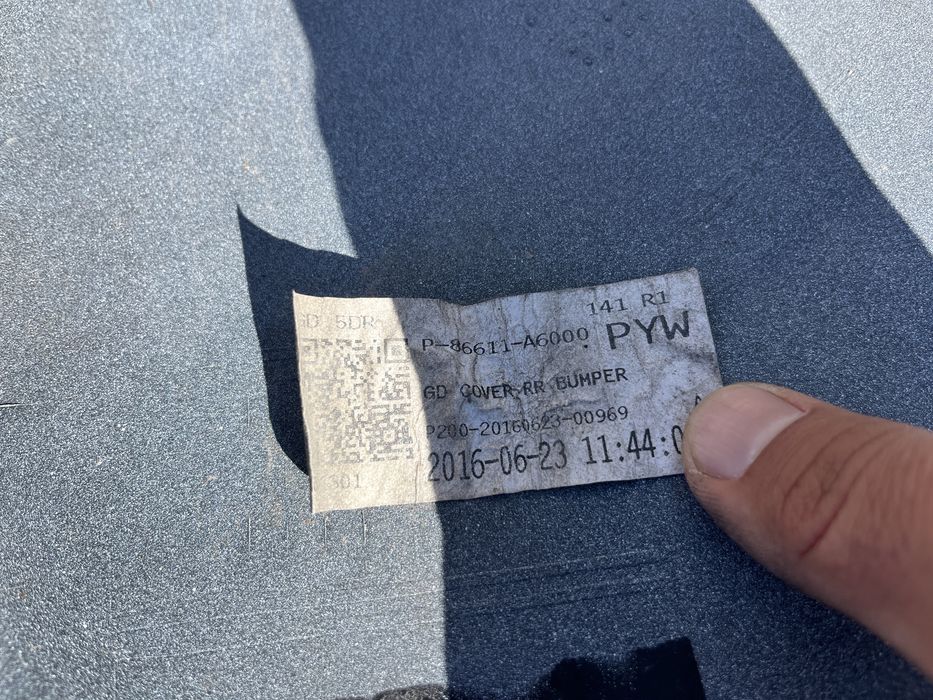 141 R1
D 5DR
P-86611-A6000 PYW
GD COVER,RR BUMPER
P200-20160623-00969
2016-06-23 11:44:0
301